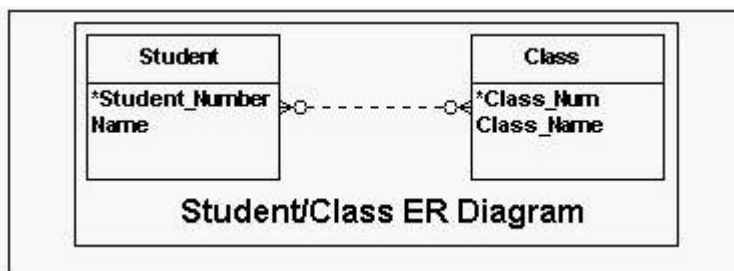 Student
*Student_Number
Name
Class
*Class_Num
Class_Name
Student/Class ER Diagram